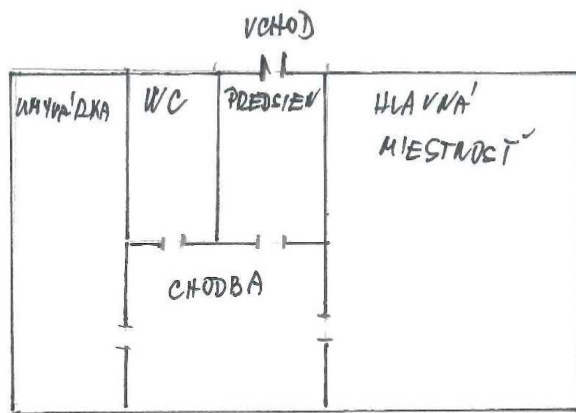 VCHOD
UMYVÁRKA
WC
PREDSIEŇ
HLAVNÁ
MIESTNOSŤ
CHODBA